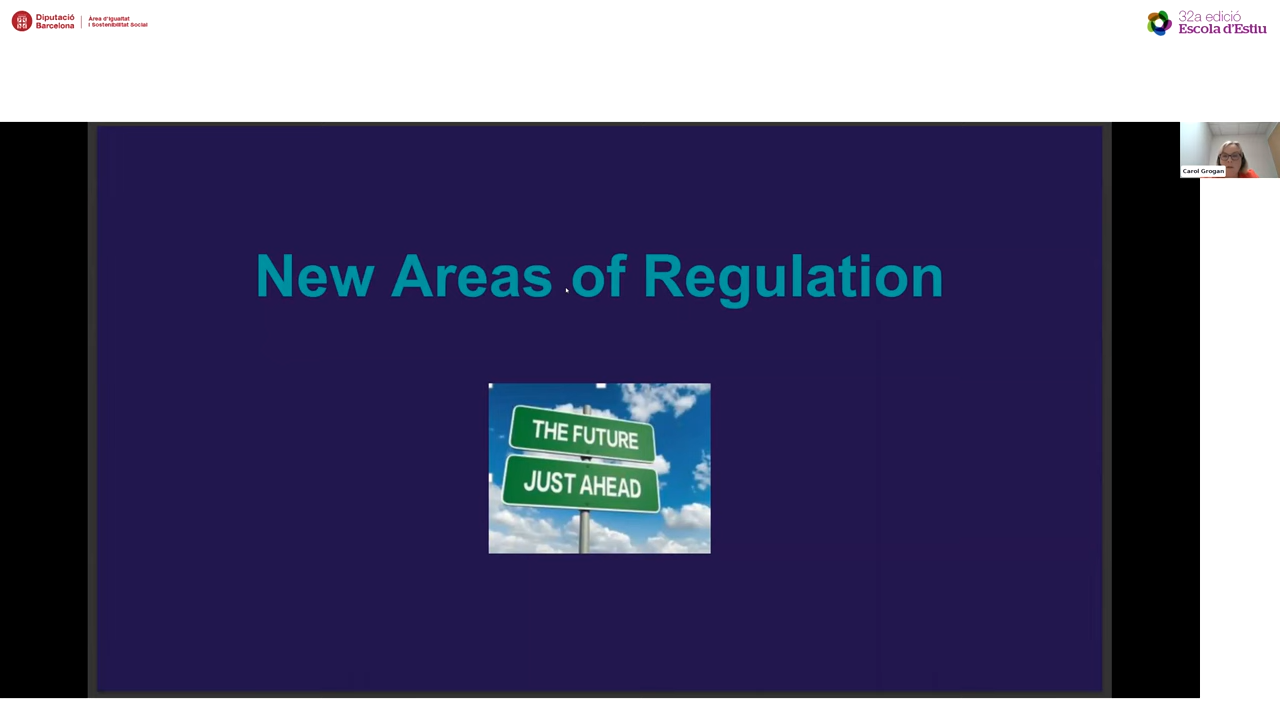 Diputació
Barcelona
Àrea d'Igualtat
i Sostenibilitat Social
32a edició
Escola d'Estiu
Carol Grogan
New Areas of Regulation
THE FUTURE
JUST AHEAD